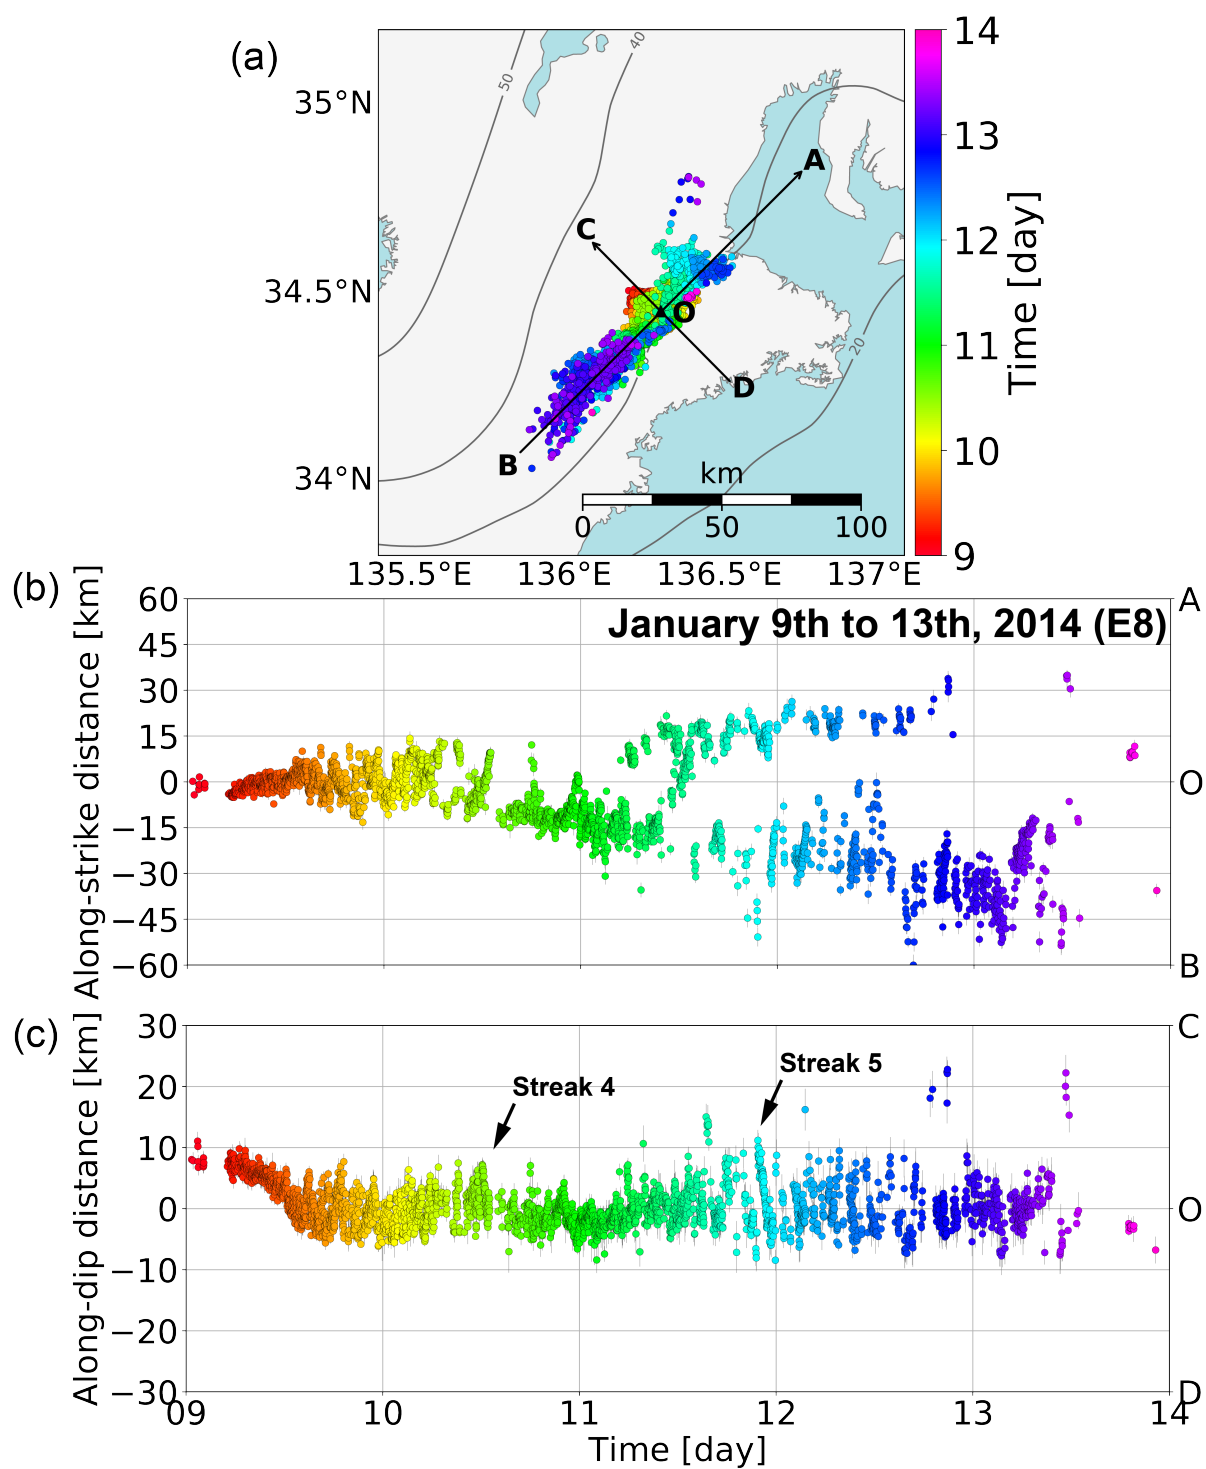 (a)
50
40
35°N
34.5°N
34°N
A
C
O
D
B
20
km
0 50 100
135.5°E 136°E 136.5°E 137°E
14
13
12
11
10
9
Time [day]
(b)
Along-strike distance [km]
60
45
30
15
0
−15
−30
−45
−60
January 9th to 13th, 2014 (E8)
A
O
B
(c)
Along-dip distance [km]
30
20
10
0
−10
−20
−30
Streak 4
Streak 5
C
O
D
09 10 11 12 13 14
Time [day]